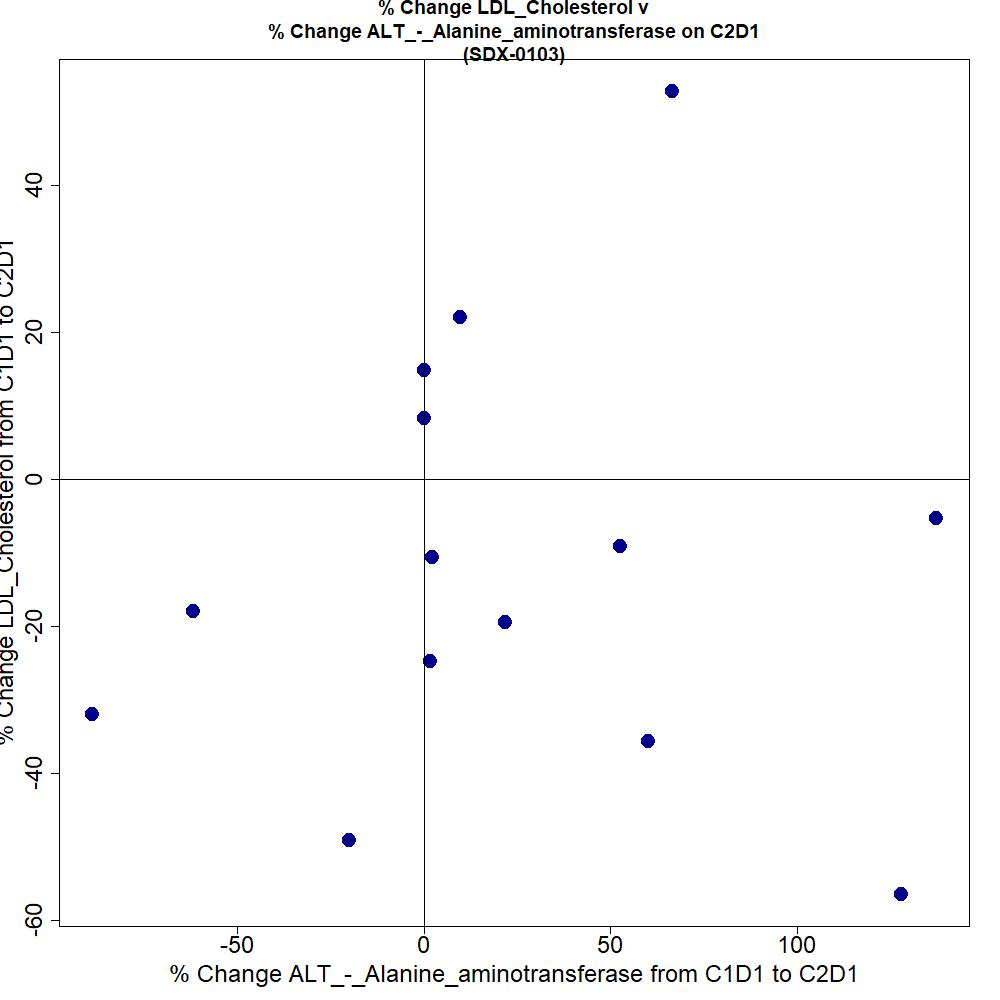 % Change LDL_Cholesterol v
% Change ALT_-_Alanine_aminotransferase on C2D1
(SDX-0103)
% Change LDL_Cholesterol from C1D1 to C2D1
40
20
0
-20
-40
-60
-50
0
50
100
% Change ALT_-_Alanine_aminotransferase from C1D1 to C2D1